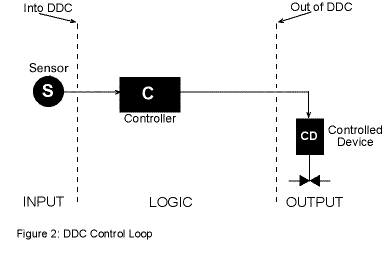 Into DDC
Out of DDC
Sensor
S
C
Controller
CD
Controlled
Device
INPUT
LOGIC
OUTPUT
Figure 2: DDC Control Loop